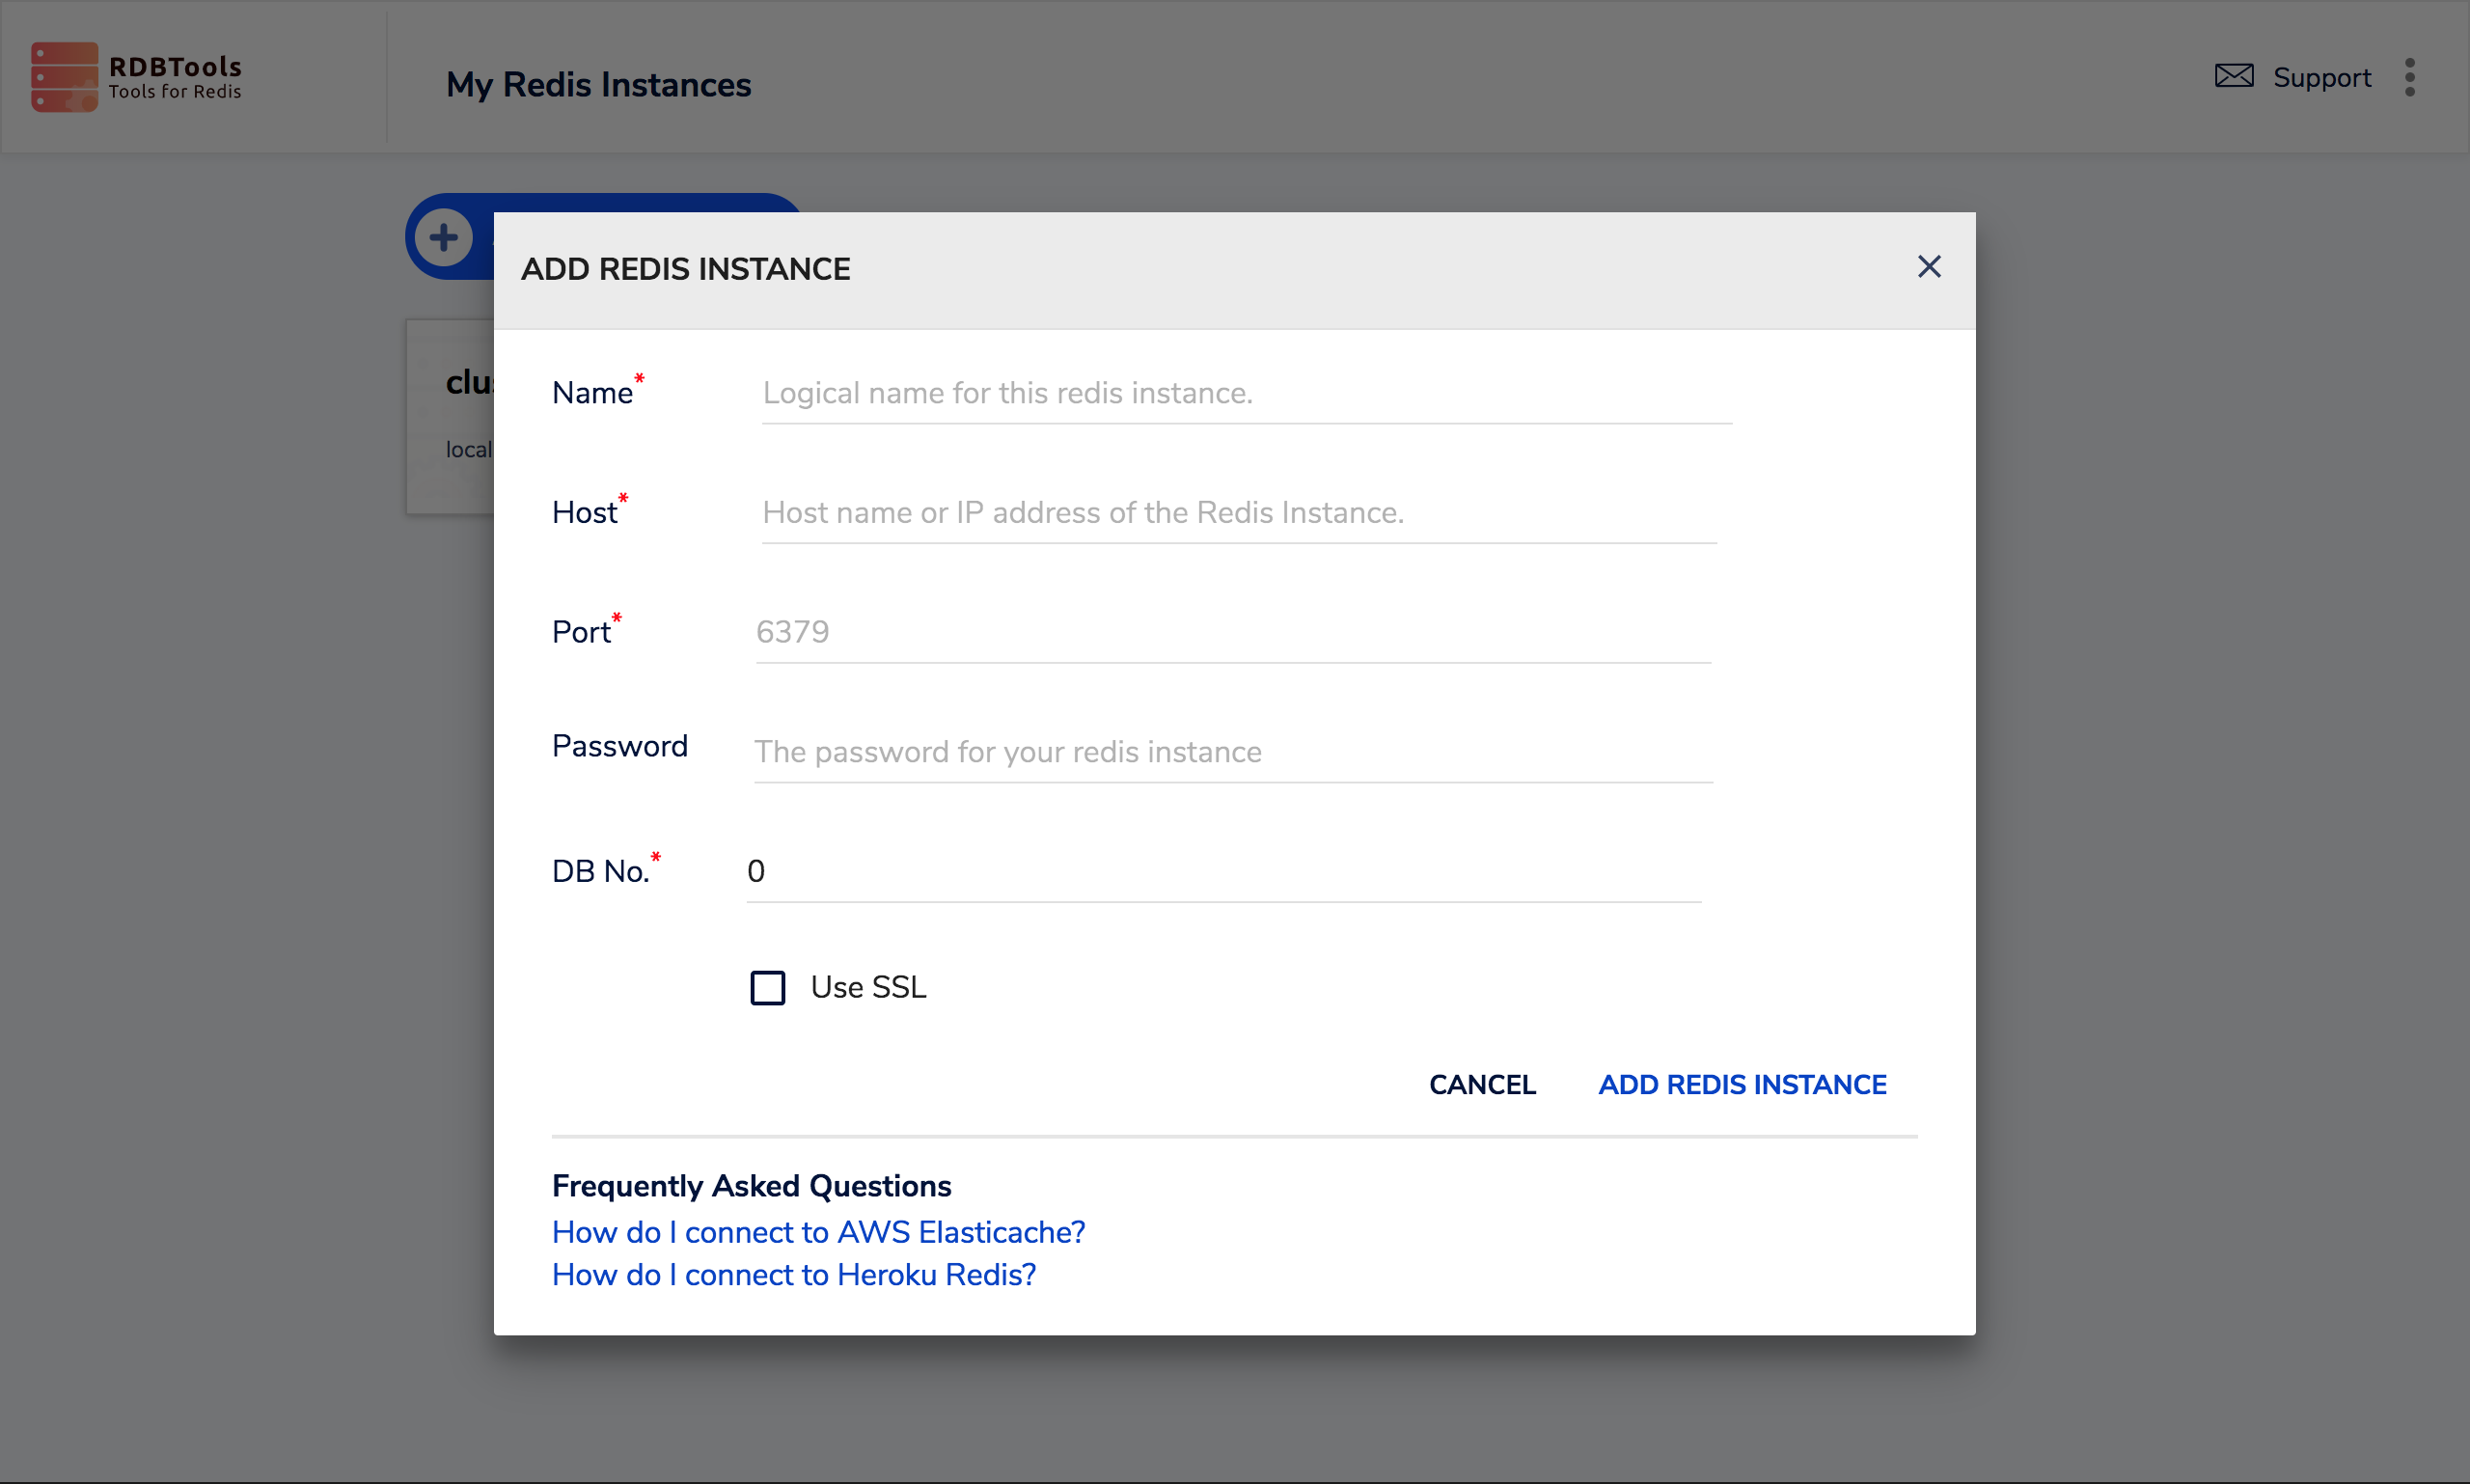 RDBTools
Tools for Redis
My Redis Instances
Support
ADD REDIS INSTANCE
Name*
Logical name for this redis instance.
Host*
Host name or IP address of the Redis Instance.
Port*
6379
Password
The password for your redis instance
DB No.*
0
Use SSL
CANCEL
ADD REDIS INSTANCE
Frequently Asked Questions
How do I connect to AWS Elasticache?
How do I connect to Heroku Redis?